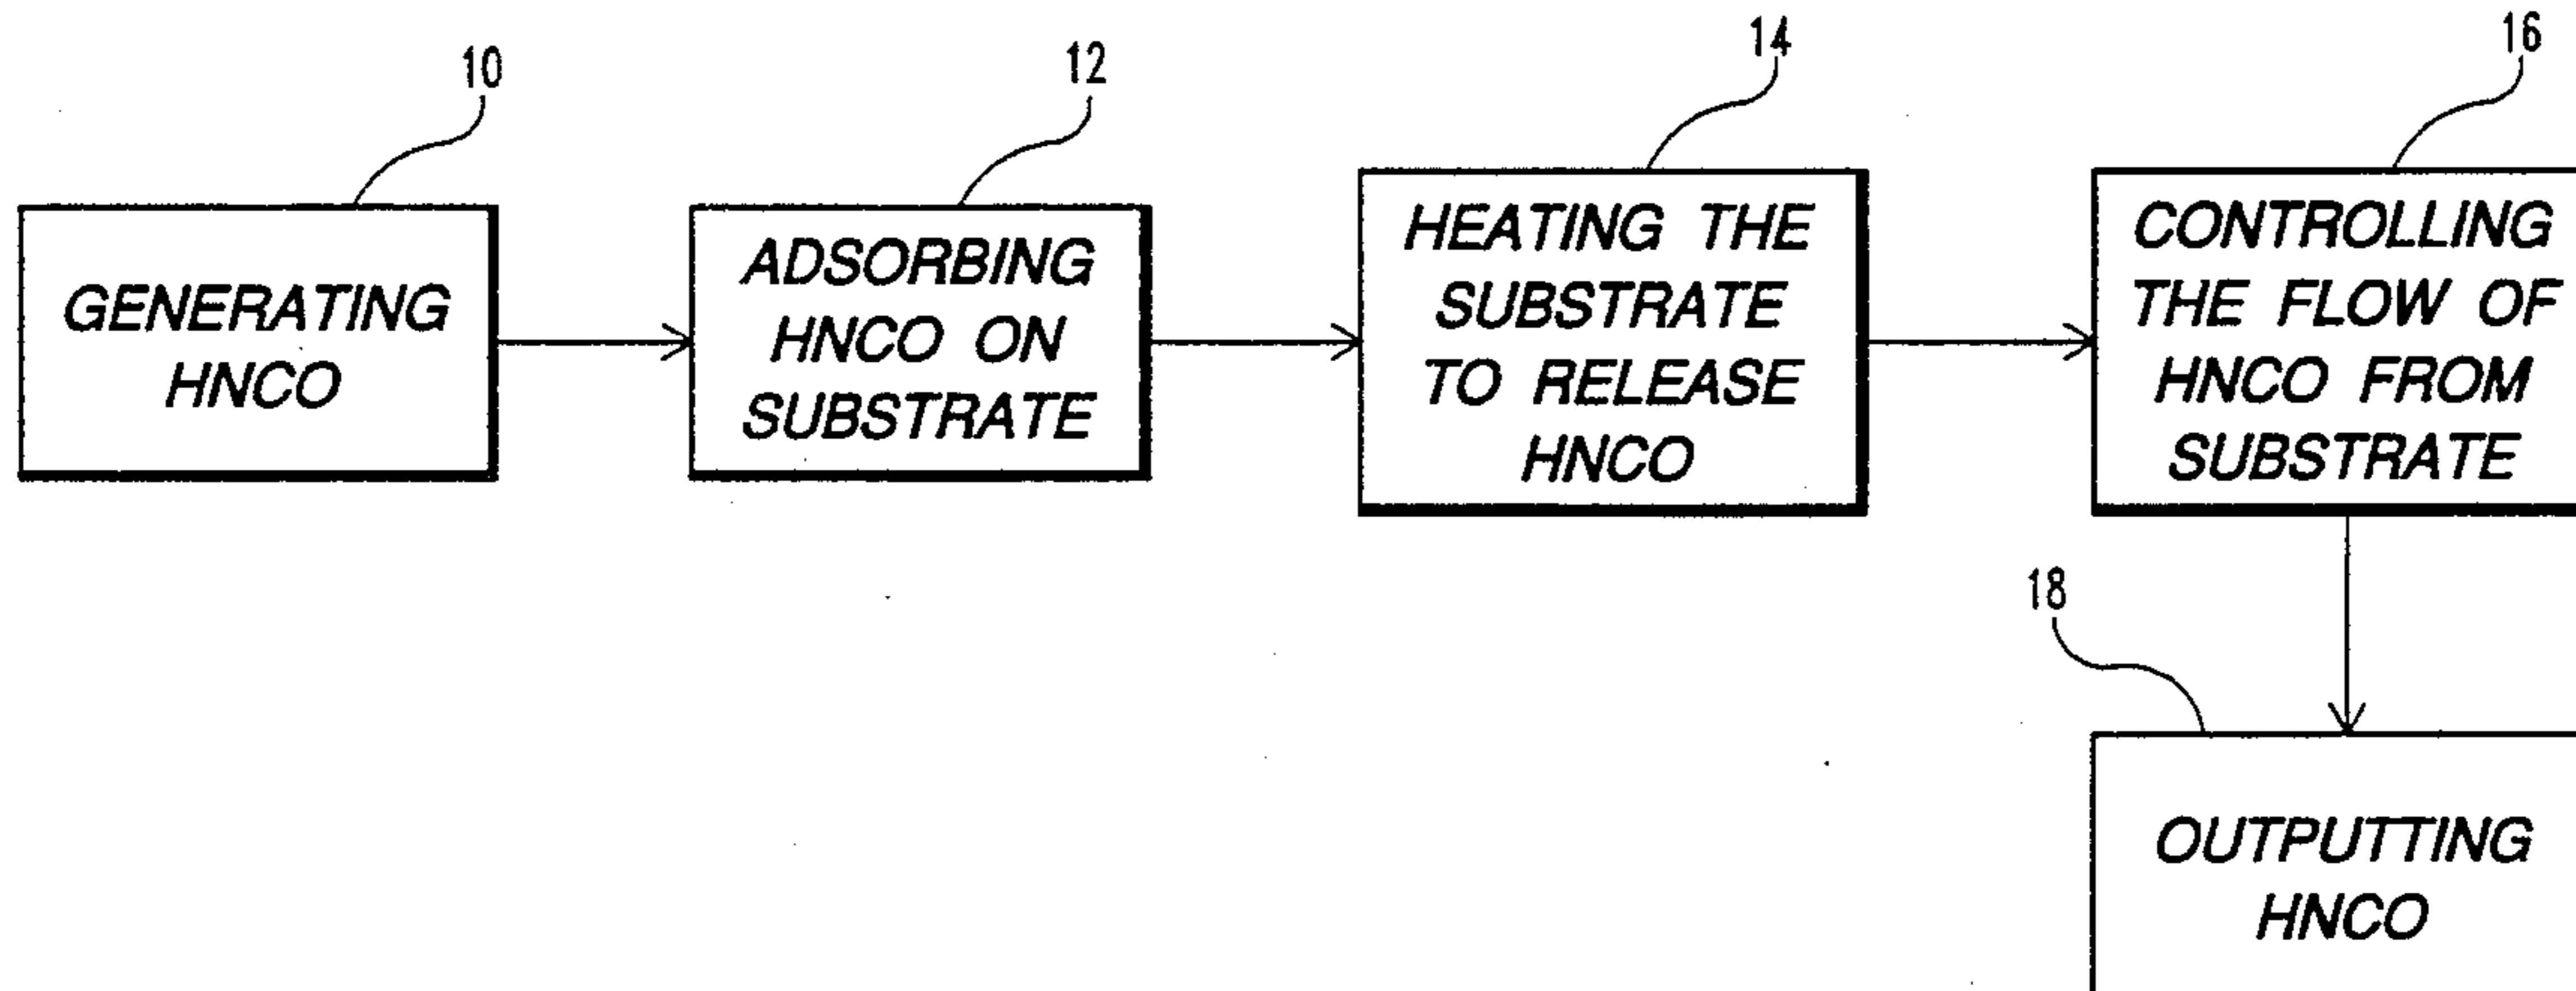 10
GENERATING
HNCO
12
ADSORBING
HNCO ON
SUBSTRATE
14
HEATING THE
SUBSTRATE
TO RELEASE
HNCO
16
CONTROLLING
THE FLOW OF
HNCO FROM
SUBSTRATE
18
OUTPUTTING
HNCO